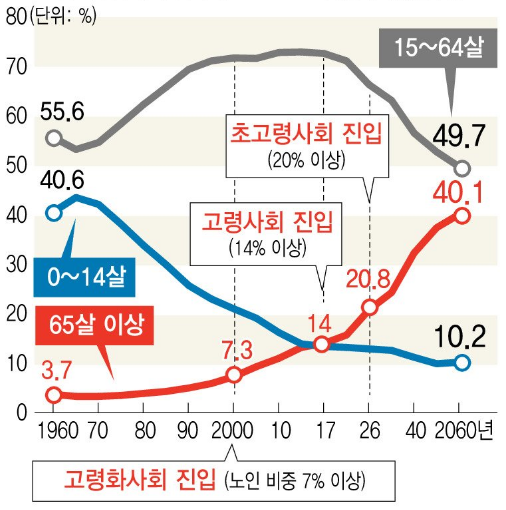 80 (단위: %)
70
60
50
40
30
20
10
0
15~64살
55.6
49.7
초고령사회 진입
(20% 이상)
40.6
40.1
고령사회 진입
(14% 이상)
0~14살
20.8
65살 이상
14
10.2
7.3
3.7
1960 70 80 90 2000 10 17 26 40 2060년
고령화사회 진입 (노인 비중 7% 이상)